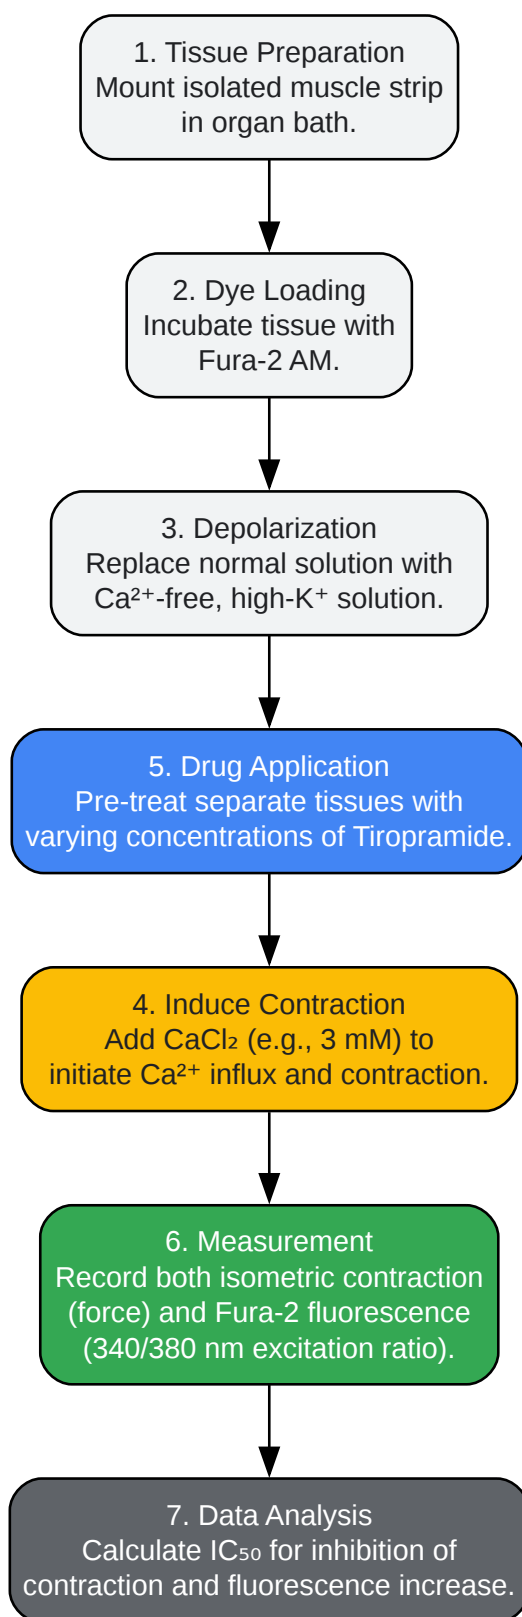 1. Tissue Preparation
Mount isolated muscle strip
in organ bath.
2. Dye Loading
Incubate tissue with
Fura-2 AM.
3. Depolarization
Replace normal solution with
Ca²⁺-free, high-K⁺ solution.
5. Drug Application
Pre-treat separate tissues with
varying concentrations of Tiropramide.
4. Induce Contraction
Add CaCl₂ (e.g., 3 mM) to
initiate Ca²⁺ influx and contraction.
6. Measurement
Record both isometric contraction
(force) and Fura-2 fluorescence
(340/380 nm excitation ratio).
7. Data Analysis
Calculate IC₅₀ for inhibition of
contraction and fluorescence increase.